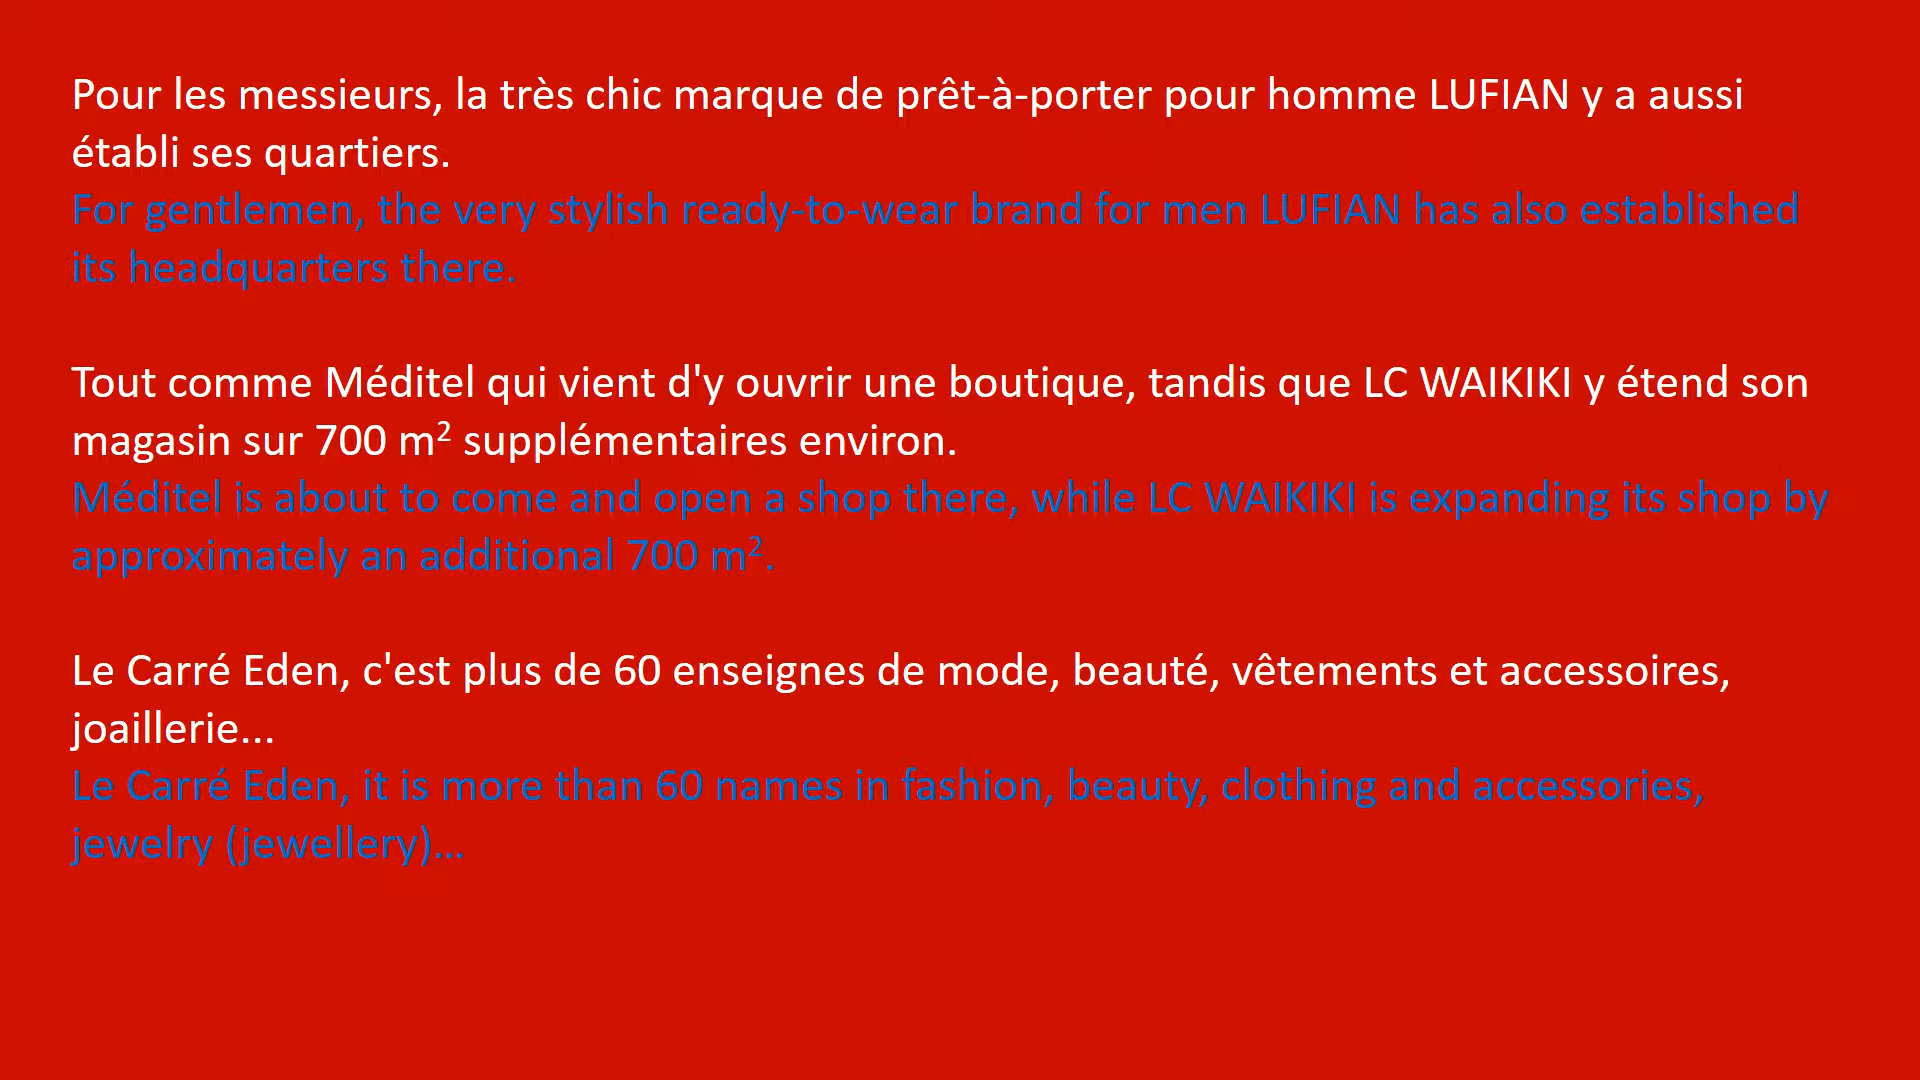 Pour les messieurs, la très chic marque de prêt-à-porter pour homme LUFIAN y a aussi
établi ses quartiers.
For gentlemen, the very stylish ready-to-wear brand for men LUFIAN has also established
its headquarters there.
Tout comme Méditel qui vient d'y ouvrir une boutique, tandis que LC WAIKIKI y étend son
magasin sur 700 m² supplémentaires environ.
Méditel is about to come and open a shop there, while LC WAIKIKI is expanding its shop by
approximately an additional 700 m².
Le Carré Eden, c'est plus de 60 enseignes de mode, beauté, vêtements et accessoires,
joaillerie...
Le Carré Eden, it is more than 60 names in fashion, beauty, clothing and accessories,
jewelry (jewellery)...